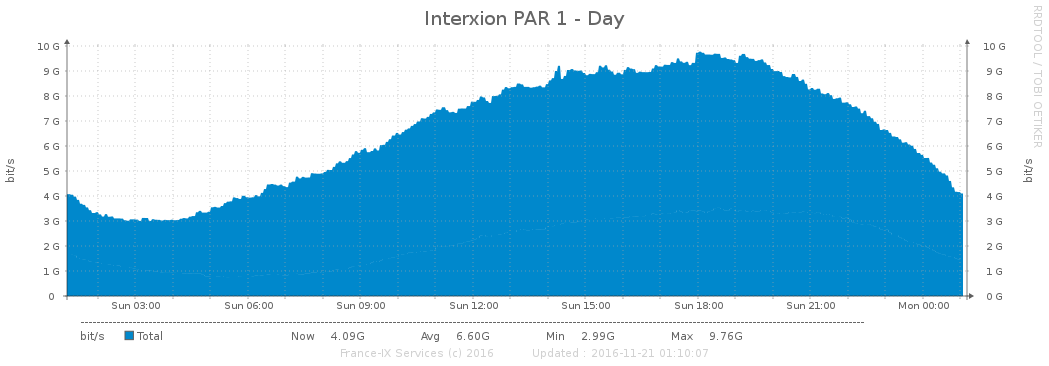 Interxion PAR 1 - Day
RRDTOOL / TOBI OETIKER
10 G 10 G
9 G 9 G
8 G 8 G
7 G 7 G
6 G 6 G
5 G 5 G
4 G 4 G
3 G 3 G
2 G 2 G
1 G 1 G
0 0 G
bit/s
bit/s
Sun 03:00 Sun 06:00 Sun 09:00 Sun 12:00 Sun 15:00 Sun 18:00 Sun 21:00 Mon 00:00
bit/s Total Now 4.09G Avg 6.60G Min 2.99G Max 9.76G
France-IX Services (c) 2016 Updated : 2016-11-21 01:10:07